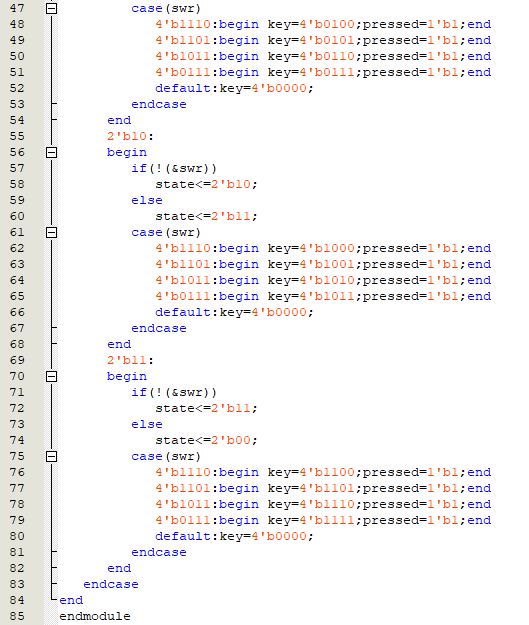 47 case(swr)
48 4'b1110:begin key=4'b0100;pressed=1'b1;end
49 4'b1101:begin key=4'b0101;pressed=1'b1;end
50 4'b1011:begin key=4'b0110;pressed=1'b1;end
51 4'b0111:begin key=4'b0111;pressed=1'b1;end
52 default:key=4'b0000;
53 endcase
54 end
55 2'b10:
56 begin
57 if(!(&swr))
58 state<=2'b10;
59 else
60 state<=2'b11;
61 case(swr)
62 4'b1110:begin key=4'b1000;pressed=1'b1;end
63 4'b1101:begin key=4'b1001;pressed=1'b1;end
64 4'b1011:begin key=4'b1010;pressed=1'b1;end
65 4'b0111:begin key=4'b1011;pressed=1'b1;end
66 default:key=4'b0000;
67 endcase
68 end
69 2'b11:
70 begin
71 if(!(&swr))
72 state<=2'b11;
73 else
74 state<=2'b00;
75 case(swr)
76 4'b1110:begin key=4'b1100;pressed=1'b1;end
77 4'b1101:begin key=4'b1101;pressed=1'b1;end
78 4'b1011:begin key=4'b1110;pressed=1'b1;end
79 4'b0111:begin key=4'b1111;pressed=1'b1;end
80 default:key=4'b0000;
81 endcase
82 end
83 endcase
84 end
85 endmodule